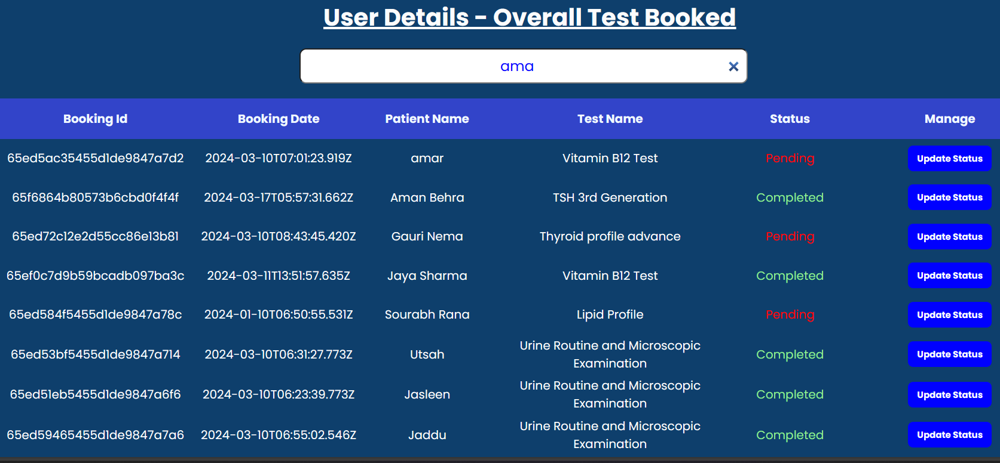 User Details - Overall Test Booked
ama
Booking Id Booking Date Patient Name Test Name Status Manage
65ed5ac35455d1de9847a7d2 2024-03-10T07:01:23.919Z amar Vitamin B12 Test Pending Update Status
65f6864b80573b6cbd0f4f4f 2024-03-17T05:57:31.662Z Aman Behra TSH 3rd Generation Completed Update Status
65ed72c12e2d55cc86e13b81 2024-03-10T08:43:45.420Z Gauri Nema Thyroid profile advance Pending Update Status
65ef0c7d9b59bcadb097ba3c 2024-03-11T13:51:57.635Z Jaya Sharma Vitamin B12 Test Completed Update Status
65ed584f5455d1de9847a78c 2024-01-10T06:50:55.531Z Sourabh Rana Lipid Profile Pending Update Status
65ed53bf5455d1de9847a714 2024-03-10T06:31:27.773Z Utsah Urine Routine and Microscopic
Examination Completed Update Status
65ed51eb5455d1de9847a6f6 2024-03-10T06:23:39.773Z Jasleen Urine Routine and Microscopic
Examination Completed Update Status
65ed59465455d1de9847a7a6 2024-03-10T06:55:02.546Z Jaddu Urine Routine and Microscopic
Examination Completed Update Status